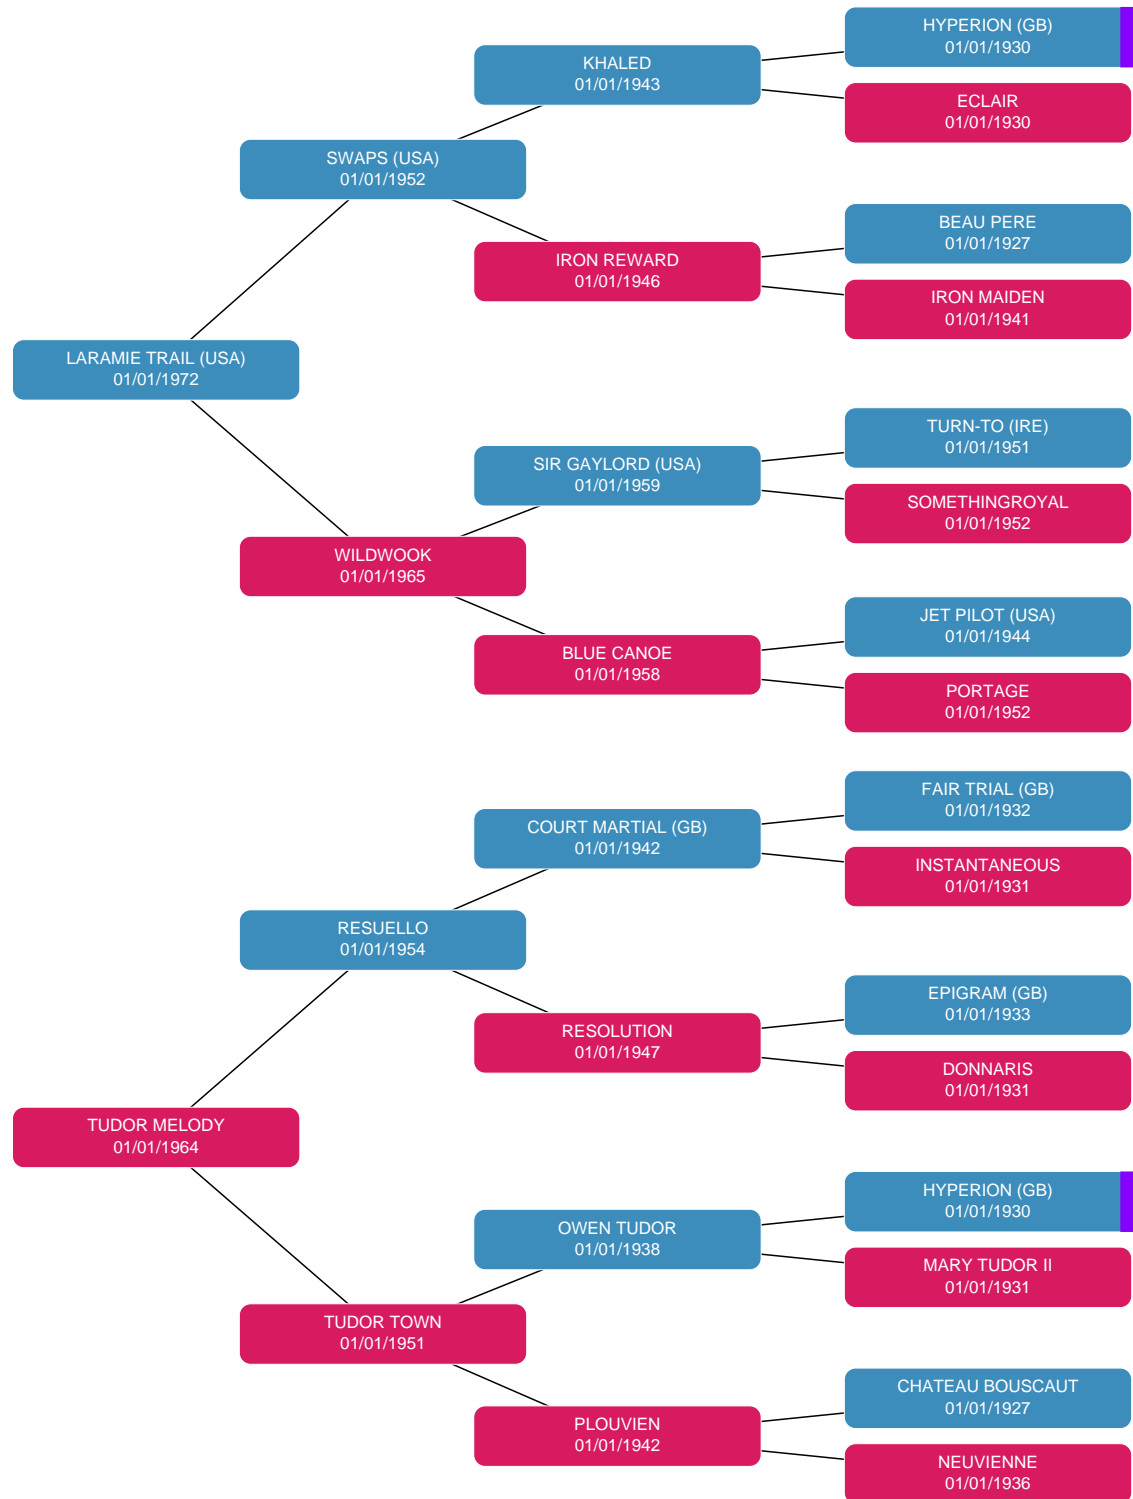 HYPERION (GB)
01/01/1930
KHALED
01/01/1943
ECLAIR
01/01/1930
SWAPS (USA)
01/01/1952
BEAU PERE
01/01/1927
IRON REWARD
01/01/1946
IRON MAIDEN
01/01/1941
LARAMIE TRAIL (USA)
01/01/1972
TURN-TO (IRE)
01/01/1951
SIR GAYLORD (USA)
01/01/1959
SOMETHINGROYAL
01/01/1952
WILDWOOK
01/01/1965
JET PILOT (USA)
01/01/1944
BLUE CANOE
01/01/1958
PORTAGE
01/01/1952
FAIR TRIAL (GB)
01/01/1932
COURT MARTIAL (GB)
01/01/1942
INSTANTANEOUS
01/01/1931
RESUELLO
01/01/1954
EPIGRAM (GB)
01/01/1933
RESOLUTION
01/01/1947
DONNARIS
01/01/1931
TUDOR MELODY
01/01/1964
HYPERION (GB)
01/01/1930
OWEN TUDOR
01/01/1938
MARY TUDOR II
01/01/1931
TUDOR TOWN
01/01/1951
CHATEAU BOUSCAUT
01/01/1927
PLOUVIEN
01/01/1942
NEUVIENNE
01/01/1936